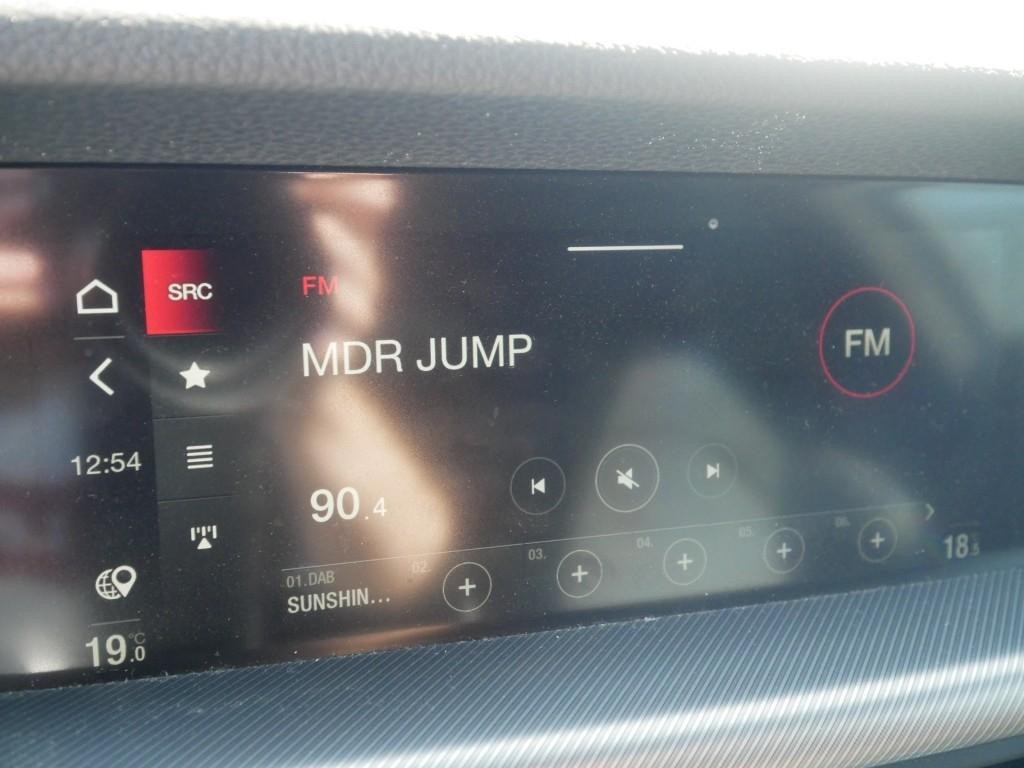 SRC
FM
MDR JUMP
FM
12:54
90.4
01.DAB
SUNSHIN...
02.
03.
04.
05.
06.
19.0 °C
18.5